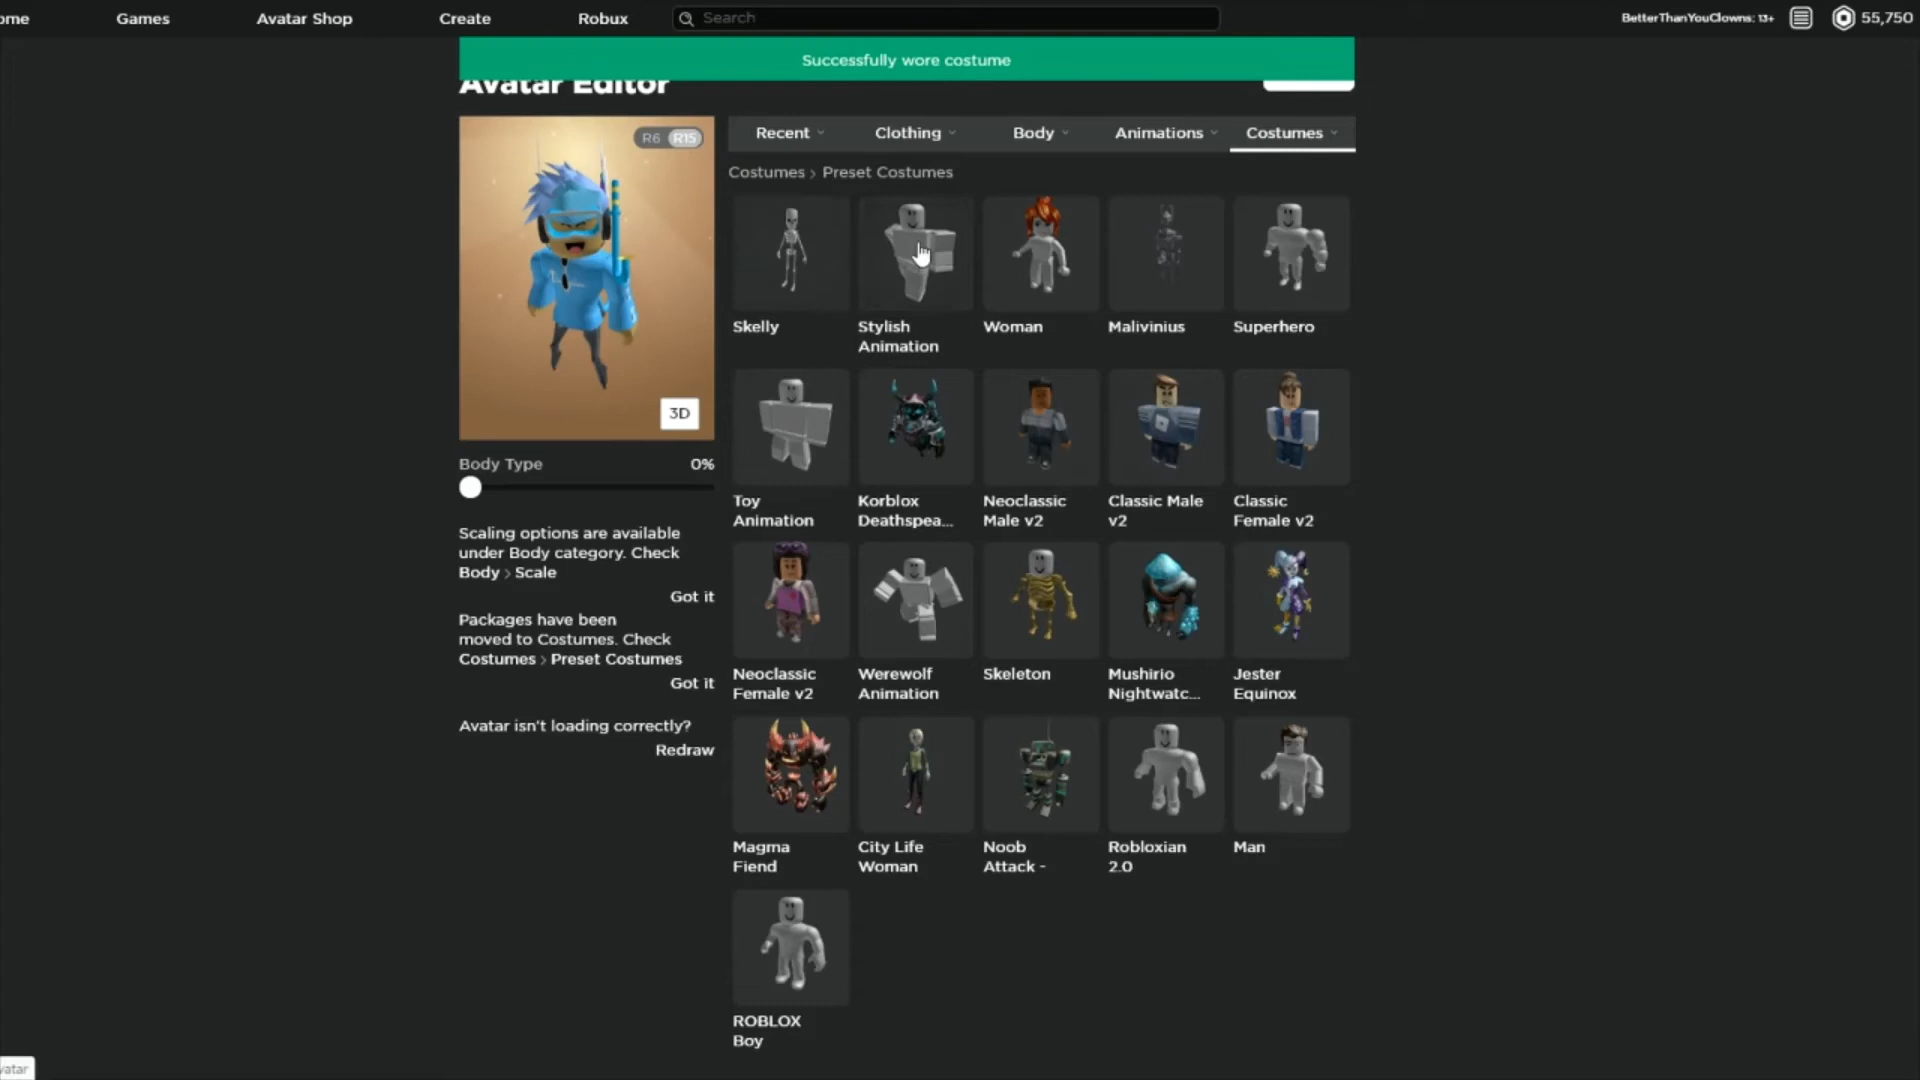 ome Games Avatar Shop Create Robux Search BetterThanYouClowns: 13+ 55,750
Successfully wore costume
Avatar Editor
R6 R15
3D
Body Type 0%
Scaling options are available
under Body category. Check
Body > Scale
Got it
Packages have been
moved to Costumes. Check
Costumes > Preset Costumes
Got it
Avatar isn't loading correctly?
Redraw
Recent Clothing Body Animations Costumes
Costumes > Preset Costumes
Skelly
Stylish
Animation
Woman
Malivinius
Superhero
Toy
Animation
Korblox
Deathspea...
Neoclassic
Male v2
Classic Male
v2
Classic
Female v2
Neoclassic
Female v2
Werewolf
Animation
Skeleton
Mushirio
Nightwatc...
Jester
Equinox
Magma
Fiend
City Life
Woman
Noob
Attack -
Robloxian
2.0
Man
ROBLOX
Boy
vatar